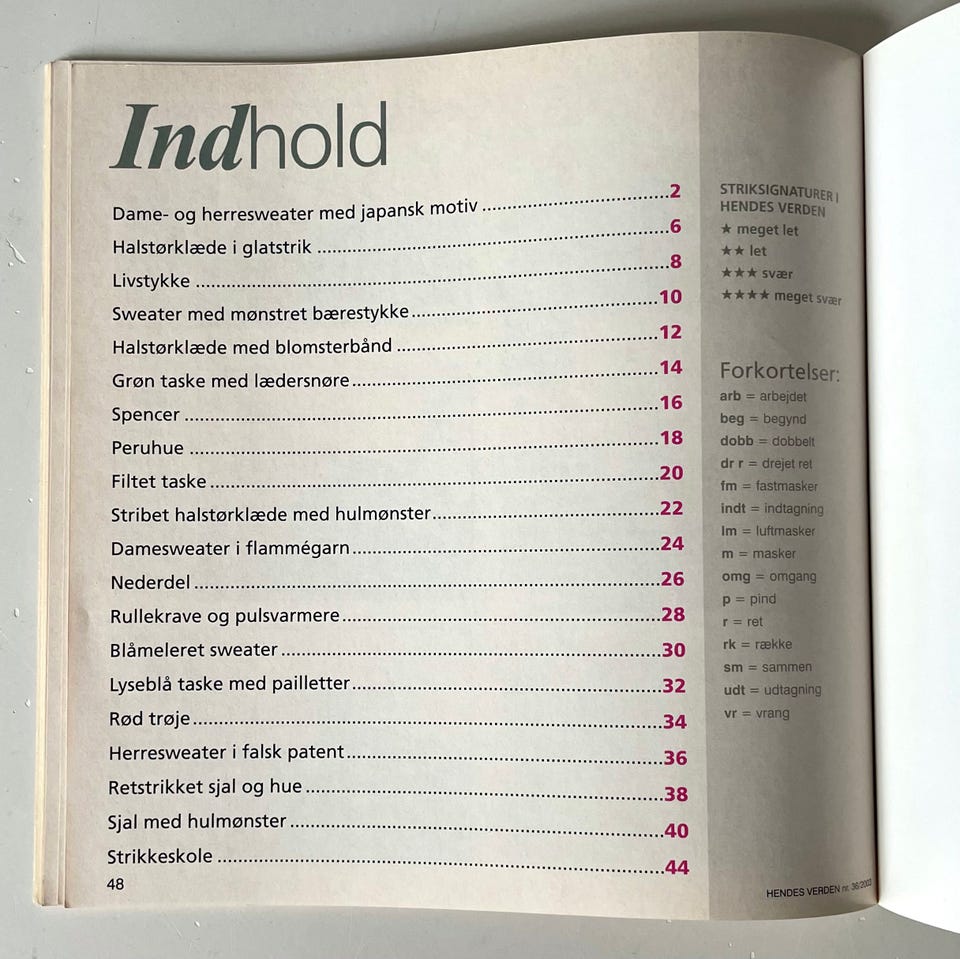 Indhold
Dame- og herresweater med japansk motiv ........ 2
Halstørklæde i glatstrik ........ 6
Livstykke ........ 8
Sweater med mønstret bærestykke ........ 10
Halstørklæde med blomsterbånd ........ 12
Grøn taske med lædersnøre ........ 14
Spencer ........ 16
Peruhue ........ 18
Filtet taske ........ 20
Stribet halstørklæde med hulmønster ........ 22
Damesweater i flammégarn ........ 24
Nederdel ........ 26
Rullekrave og pulsvarmere ........ 28
Blåmeleret sweater ........ 30
Lyseblå taske med pailletter ........ 32
Rød trøje ........ 34
Herresweater i falsk patent ........ 36
Retstrikket sjal og hue ........ 38
Sjal med hulmønster ........ 40
Strikkeskole ........ 44
48
STRIKSIGNATURER I
HENDES VERDEN
★ meget let
★★ let
★★★ svær
★★★★ meget svær
Forkortelser:
arb = arbejdet
beg = begynd
dobb = dobbelt
dr r = drejet ret
fm = fastmasker
indt = indtagning
lm = luftmasker
m = masker
omg = omgang
p = pind
r = ret
rk = række
sm = sammen
udt = udtagning
vr = vrang
HENDES VERDEN nr. 36/2003